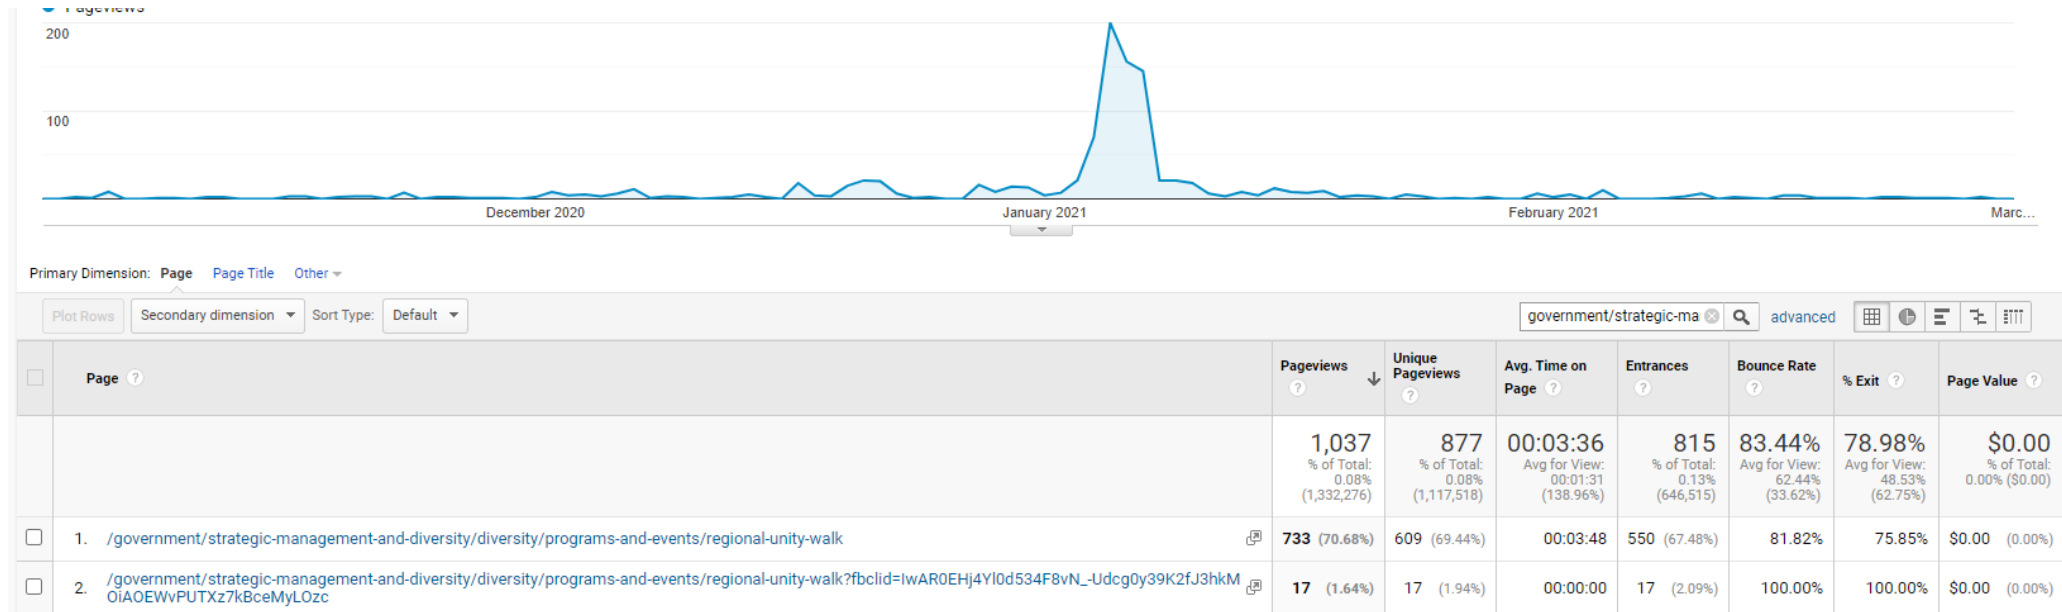 Pageviews
200
100
December 2020 January 2021 February 2021 Marc...
Primary Dimension: Page Page Title Other
Plot Rows Secondary dimension Sort Type: Default government/strategic-ma advanced
Page ? Pageviews ? Unique Pageviews ? Avg. Time on Page ? Entrances ? Bounce Rate ? % Exit ? Page Value ?
1,037 877 00:03:36 815 83.44% 78.98% $0.00
% of Total: % of Total: Avg for View: % of Total: Avg for View: Avg for View: % of Total:
0.08% 0.08% 00:01:31 0.13% 62.44% 48.53% 0.00% ($0.00)
(1,332,276) (1,117,518) (138.96%) (646,515) (33.62%) (62.75%)
1. /government/strategic-management-and-diversity/diversity/programs-and-events/regional-unity-walk 733 (70.68%) 609 (69.44%) 00:03:48 550 (67.48%) 81.82% 75.85% $0.00 (0.00%)
2. /government/strategic-management-and-diversity/diversity/programs-and-events/regional-unity-walk?fbclid=IwAR0EHj4Yl0d534F8vN_-Udcg0y39K2fJ3hkM
OiAOEWvPUTXz7kBceMyLOzc 17 (1.64%) 17 (1.94%) 00:00:00 17 (2.09%) 100.00% 100.00% $0.00 (0.00%)